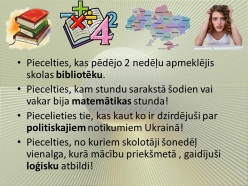 • Piecelties, kas pēdējo 2 nedēļu apmeklējis
skolas bibliotēku.
• Piecelties, kam stundu sarakstā šodien vai
vakar bija matemātikas stunda!
• Piecelieties tie, kas kaut ko ir dzirdējuši par
politiskajiem notikumiem Ukrainā!
• Piecelties, no kuriem skolotāji šonedēļ
vienalga, kurā mācību priekšmetā , gaidījuši
loģisku atbildi!